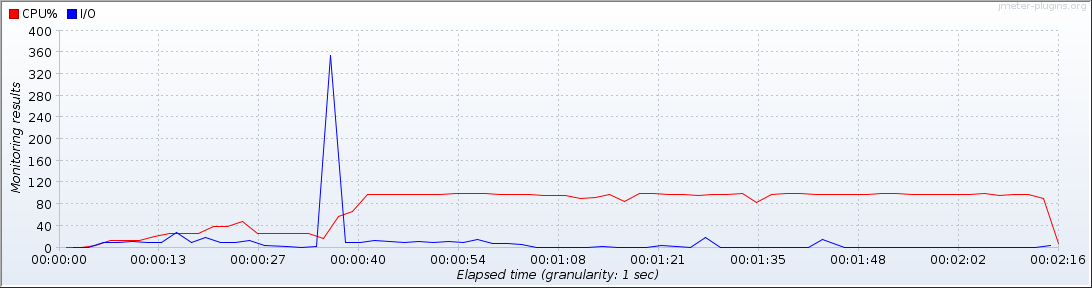 CPU% I/O
jmeter-plugins.org
400
360
320
280
240
200
160
120
80
40
0
Monitoring results
00:00:00 00:00:13 00:00:27 00:00:40 00:00:54 00:01:08 00:01:21 00:01:35 00:01:48 00:02:02 00:02:16
Elapsed time (granularity: 1 sec)